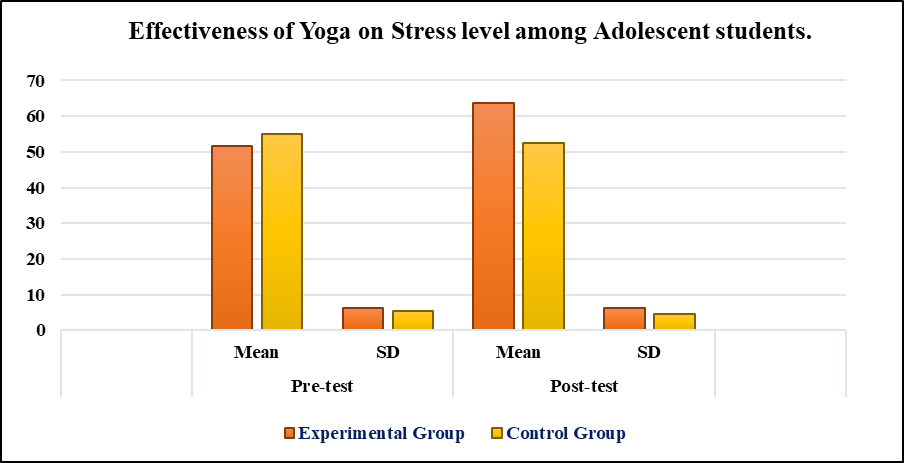 Effectiveness of Yoga on Stress level among Adolescent students.
70
60
50
40
30
20
10
0
Mean SD Mean SD
Pre-test Post-test
Experimental Group Control Group